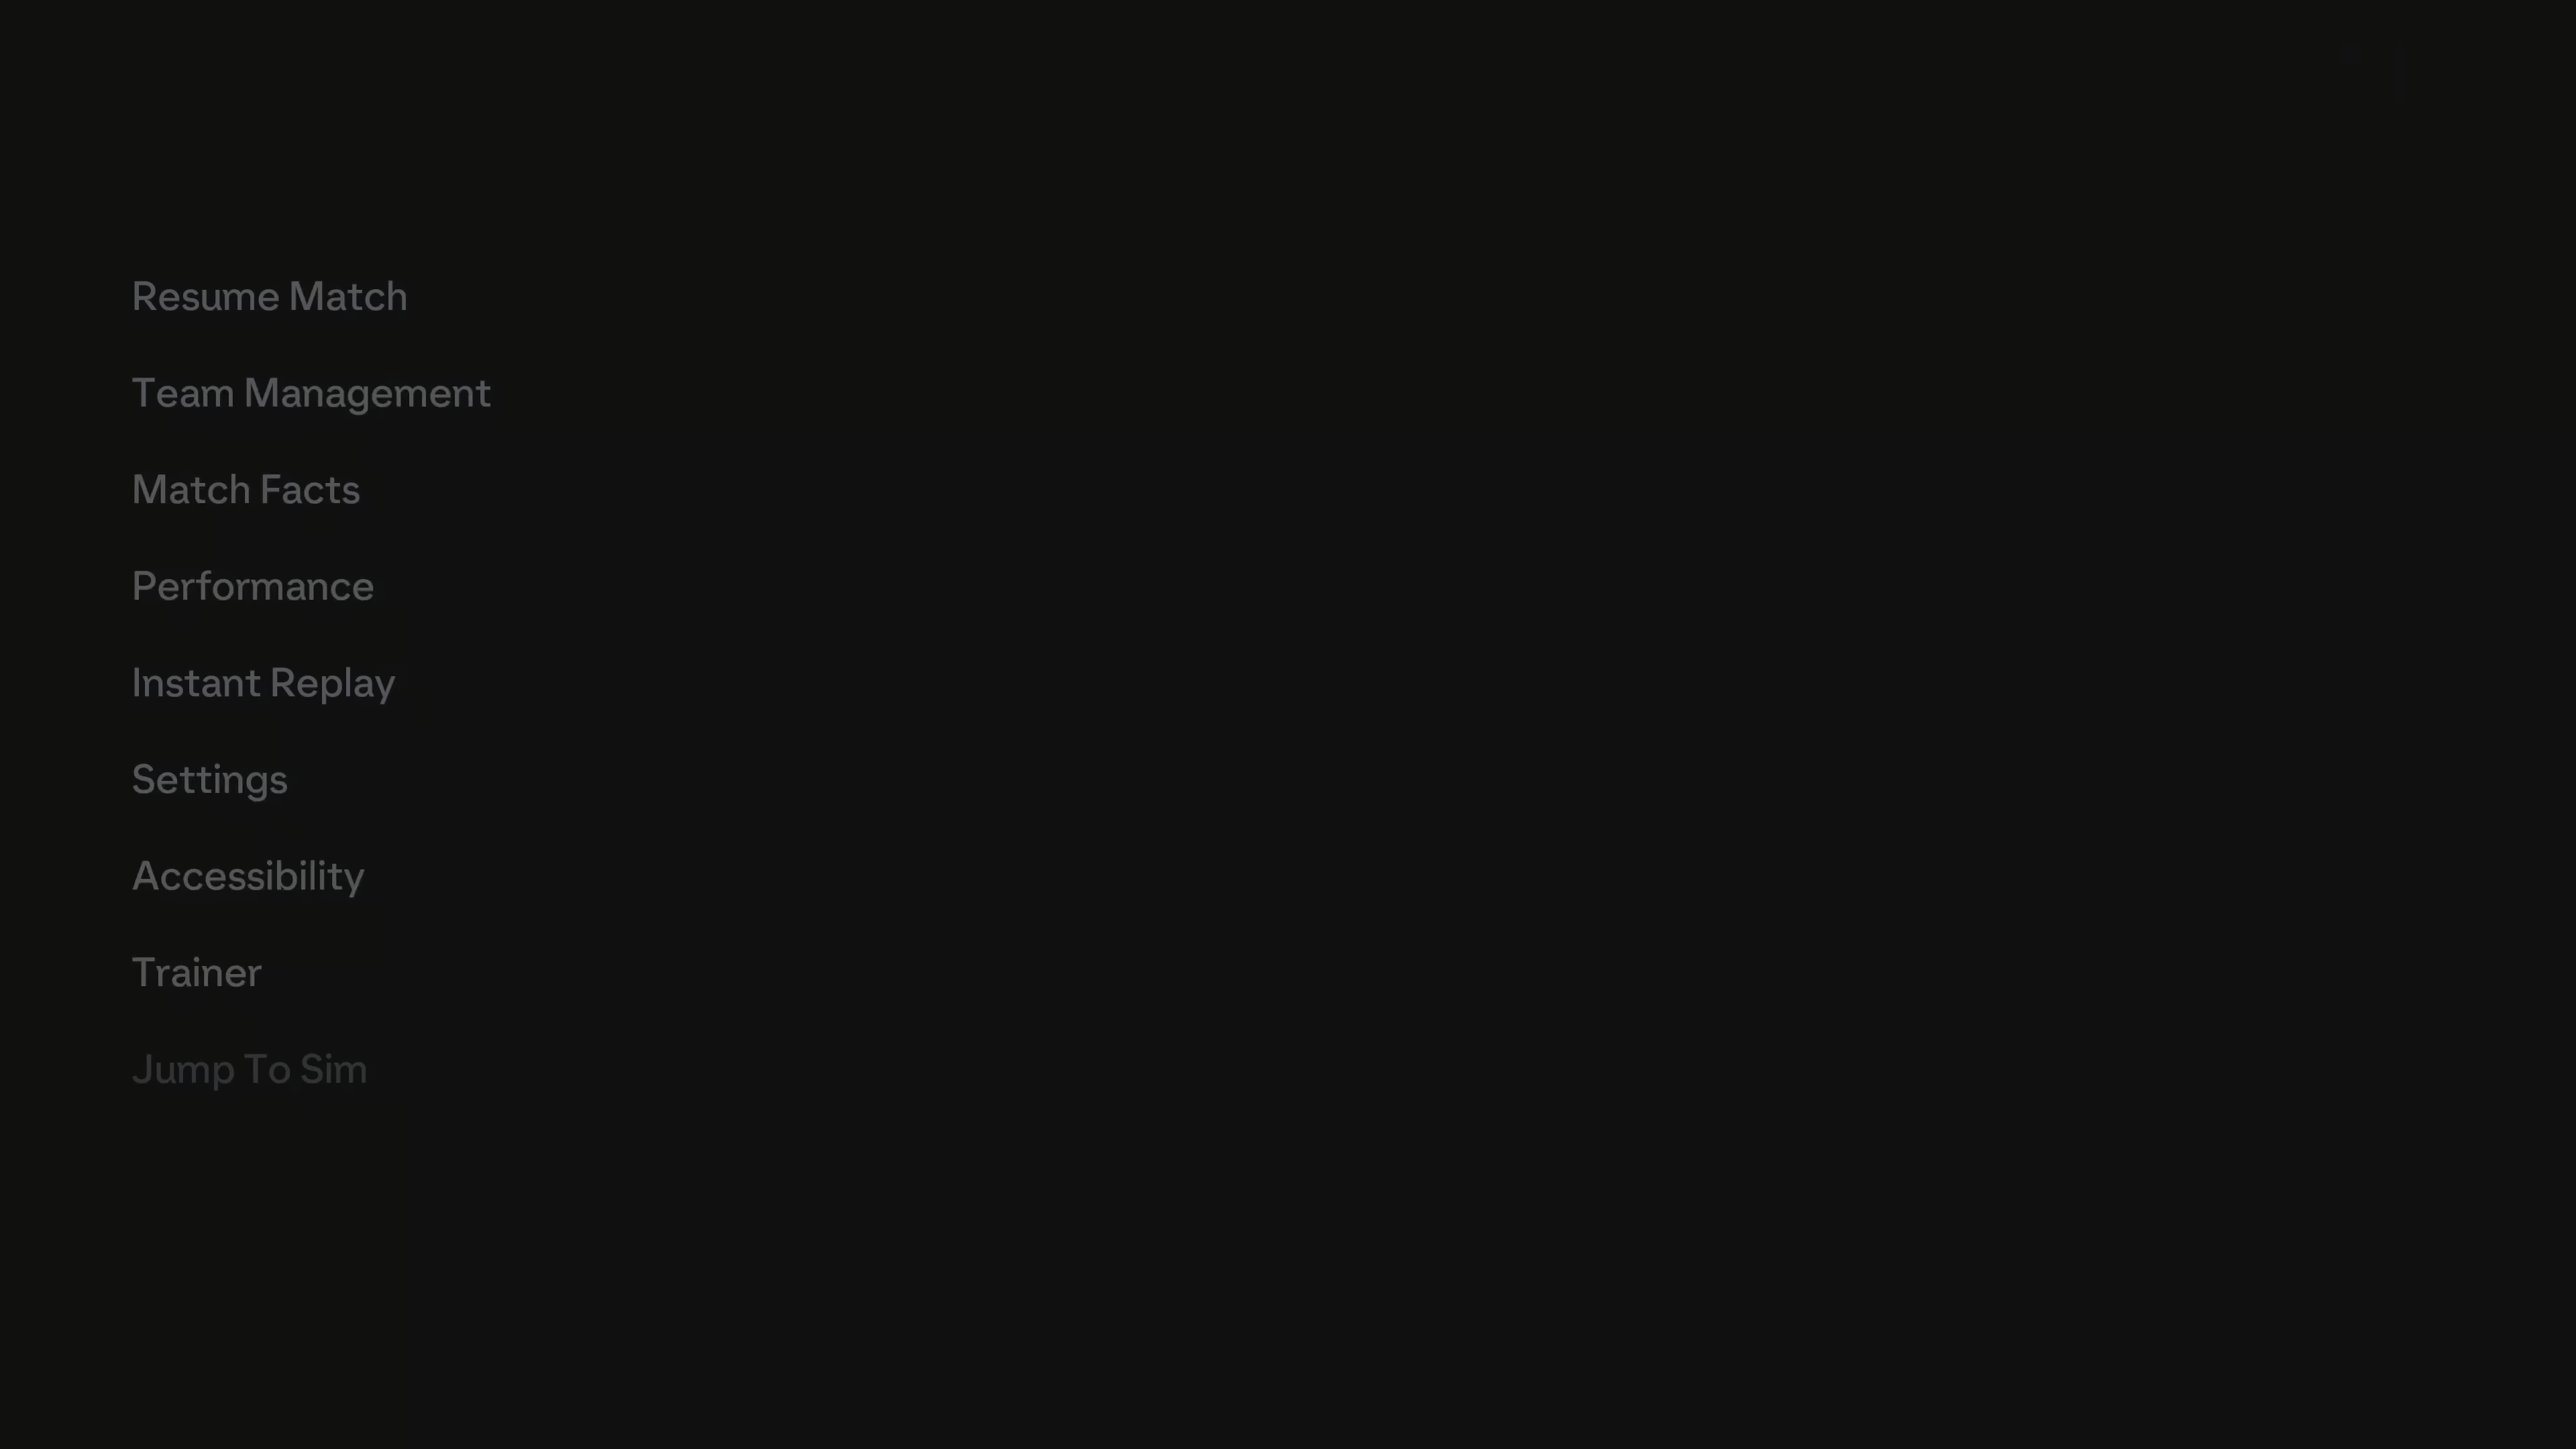 Resume Match
Team Management
Match Facts
Performance
Instant Replay
Settings
Accessibility
Trainer
Jump To Sim